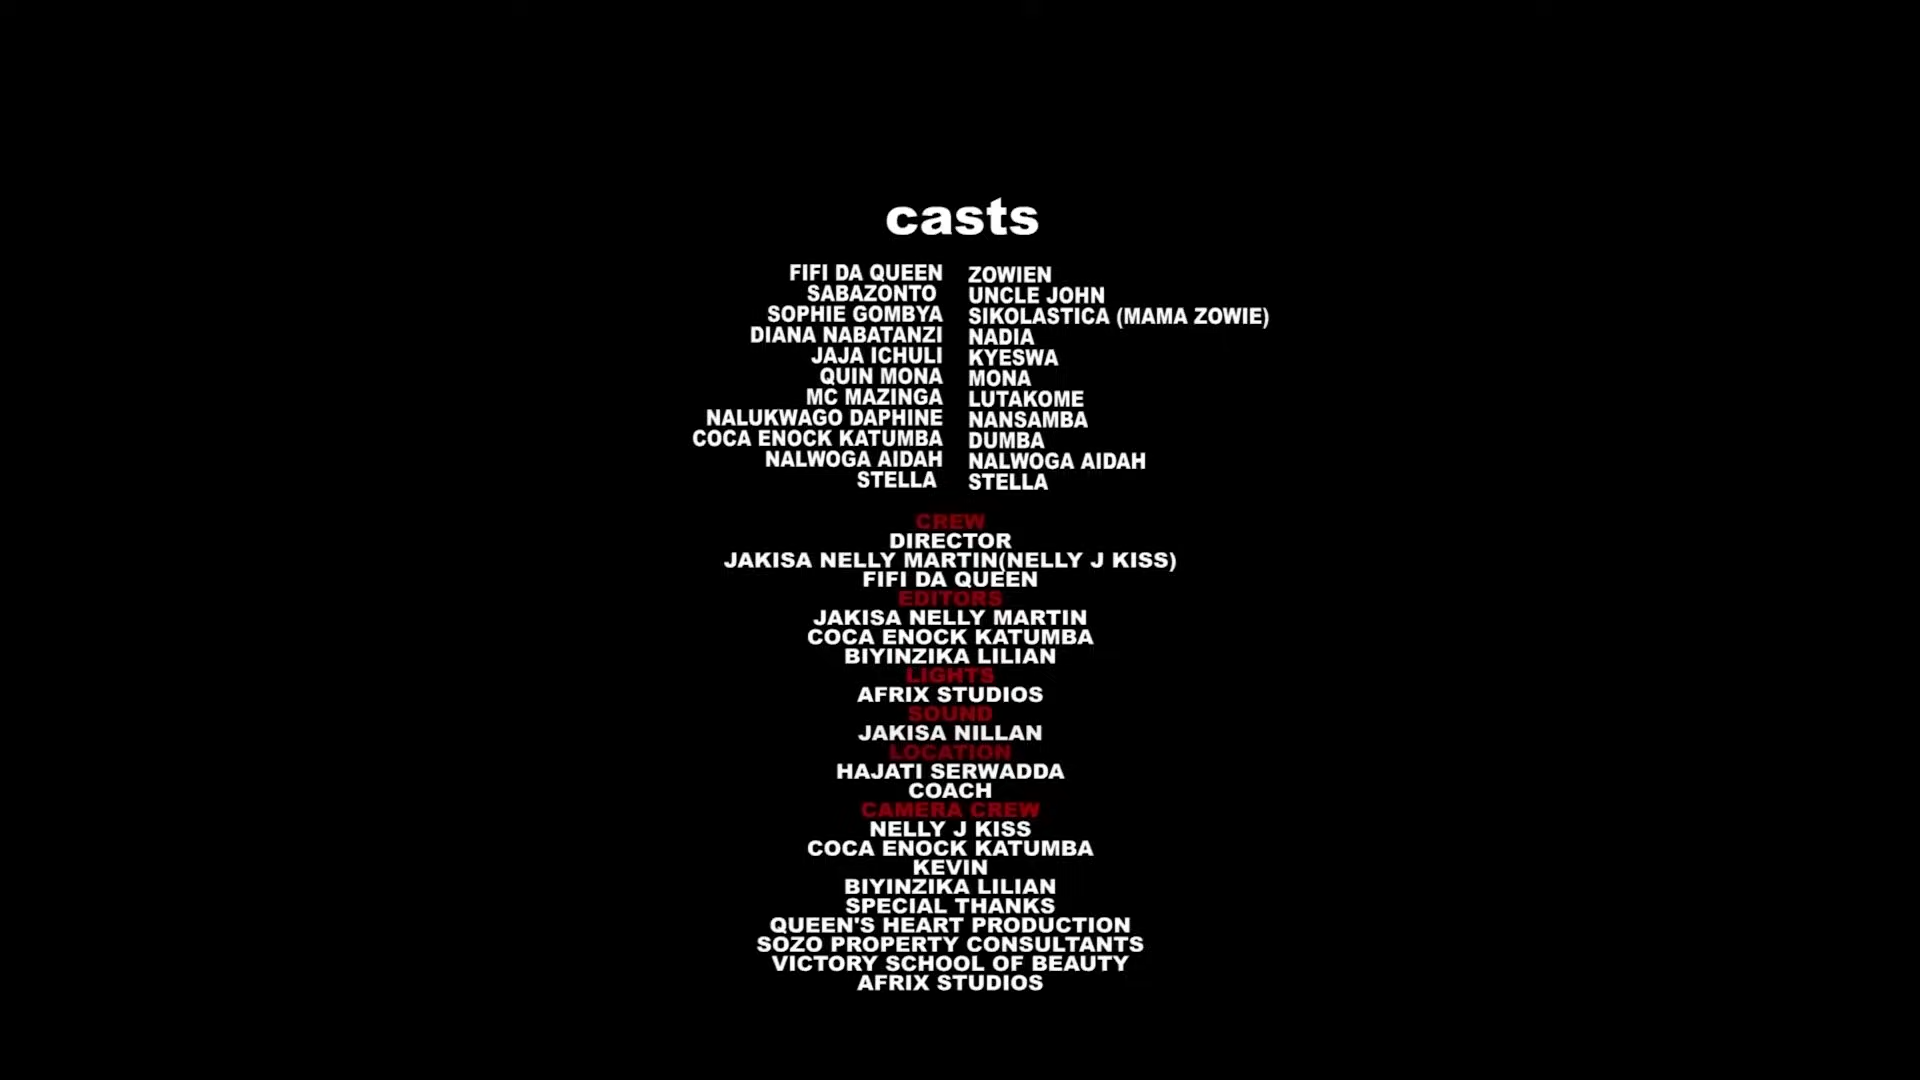 casts
FIFI DA QUEEN ZOWIEN
SABAZONTO UNCLE JOHN
SOPHIE GOMBYA SIKOLASTICA (MAMA ZOWIE)
DIANA NABATANZI NADIA
JAJA ICHULI KYESWA
QUIN MONA MONA
MC MAZINGA LUTAKOME
NALUKWAGO DAPHINE NANSAMBA
COCA ENOCK KATUMBA DUMBA
NALWOGA AIDAH NALWOGA AIDAH
STELLA STELLA
CREW
DIRECTOR
JAKISA NELLY MARTIN(NELLY J KISS)
FIFI DA QUEEN
EDITORS
JAKISA NELLY MARTIN
COCA ENOCK KATUMBA
BIYINZIKA LILIAN
LIGHTS
AFRIX STUDIOS
SOUND
JAKISA NILLAN
LOCATION
HAJATI SERWADDA
COACH
CAMERA CREW
NELLY J KISS
COCA ENOCK KATUMBA
KEVIN
BIYINZIKA LILIAN
SPECIAL THANKS
QUEEN'S HEART PRODUCTION
SOZO PROPERTY CONSULTANTS
VICTORY SCHOOL OF BEAUTY
AFRIX STUDIOS